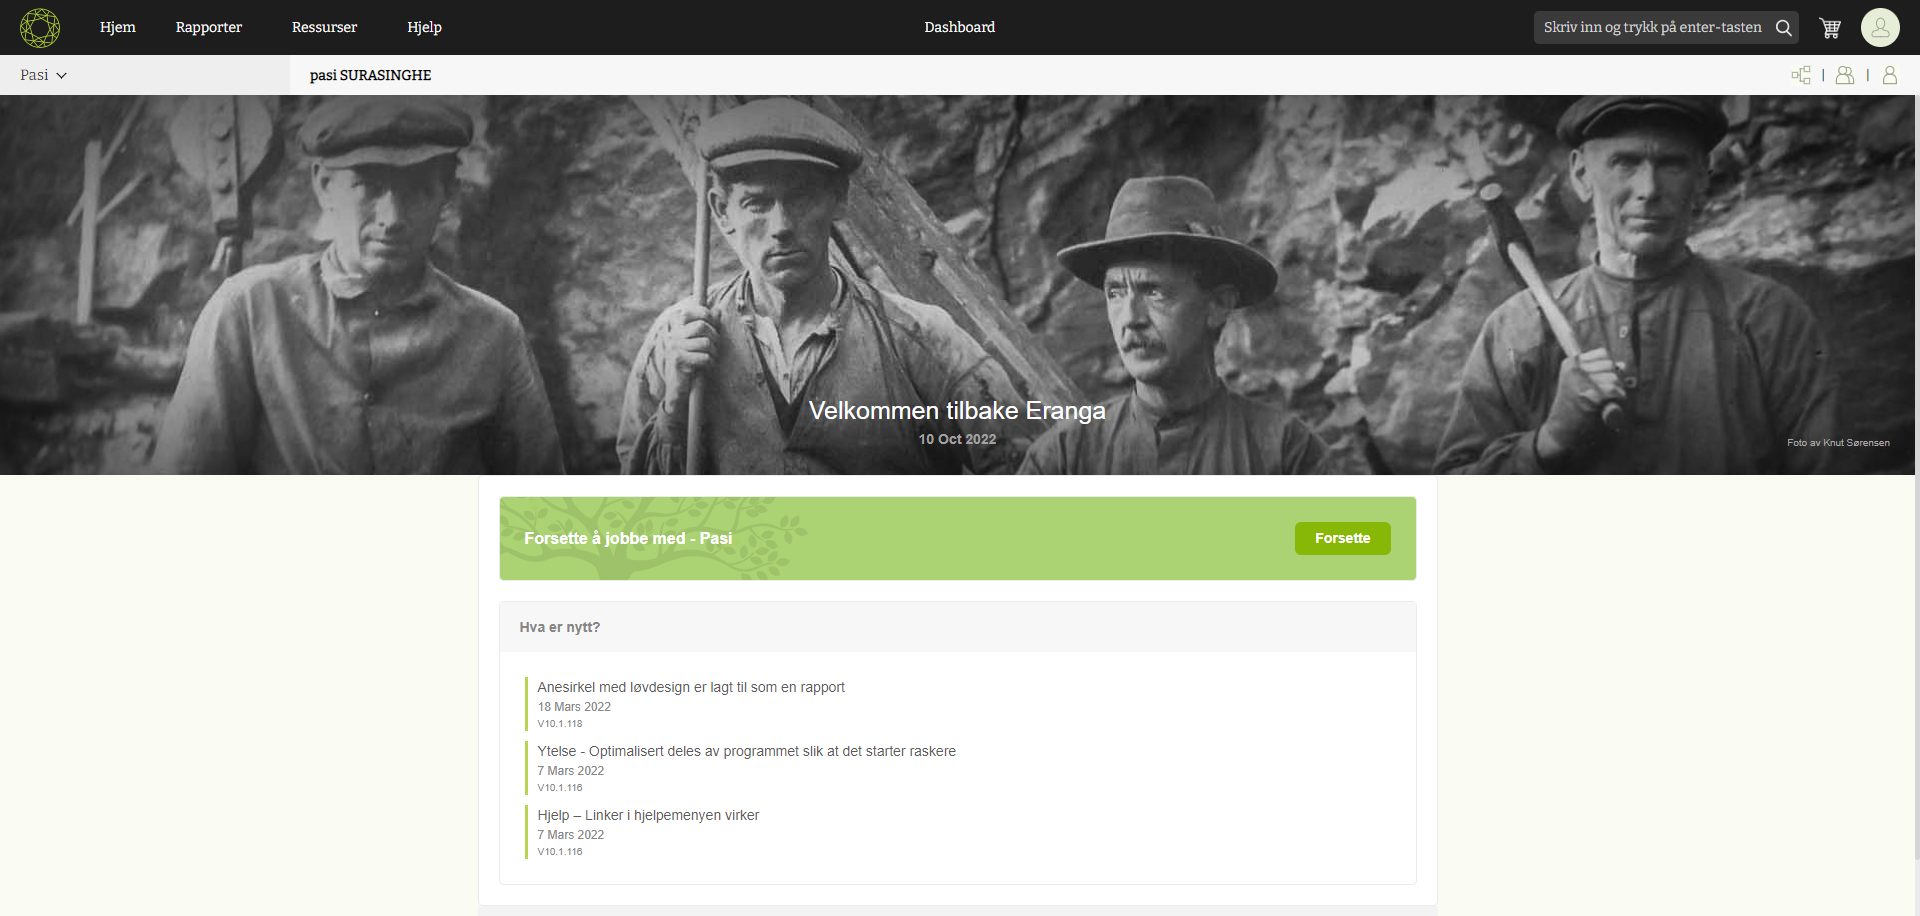 Hjem
Rapporter
Ressurser
Hjelp
Dashboard
Skriv inn og trykk på enter-tasten
Pasi
pasi SURASINGHE
Velkommen tilbake Eranga
10 Oct 2022
Foto av Knut Sørensen
Forsette å jobbe med - Pasi
Forsette
Hva er nytt?
Anesirkel med løvdesign er lagt til som en rapport
18 Mars 2022
V10.1.118
Ytelse - Optimalisert deles av programmet slik at det starter raskere
7 Mars 2022
V10.1.116
Hjelp – Linker i hjelpemenyen virker
7 Mars 2022
V10.1.116